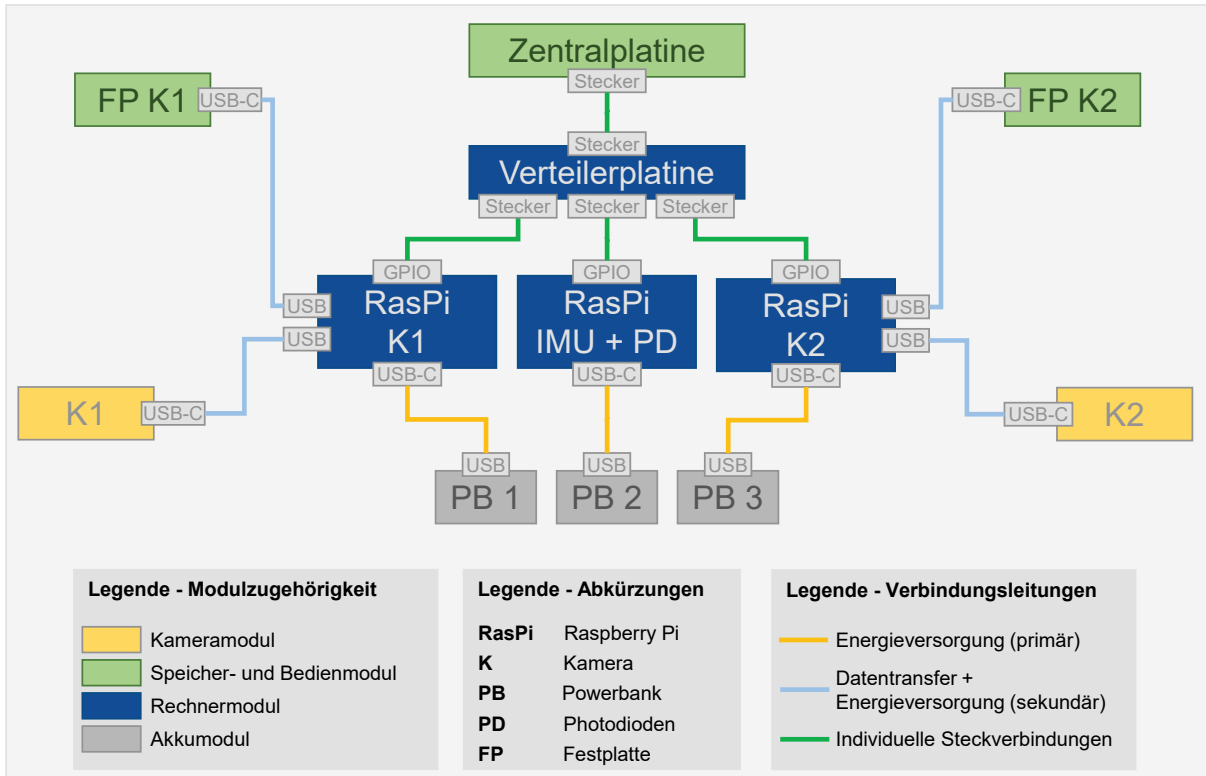 Zentralplatine
Stecker
FP K1
USB-C
USB-C
FP K2
Stecker
Verteilerplatine
Stecker
Stecker
Stecker
GPIO
GPIO
GPIO
USB
RasPi
K1
USB
RasPi
IMU + PD
RasPi
K2
USB
USB
USB-C
USB-C
USB-C
K1
USB-C
USB-C
K2
USB
USB
USB
PB 1
PB 2
PB 3
Legende - Modulzugehörigkeit
Kameramodul
Speicher- und Bedienmodul
Rechnermodul
Akkumodul
Legende - Abkürzungen
RasPi Raspberry Pi
K Kamera
PB Powerbank
PD Photodioden
FP Festplatte
Legende - Verbindungsleitungen
Energieversorgung (primär)
Datentransfer +
Energieversorgung (sekundär)
Individuelle Steckverbindungen